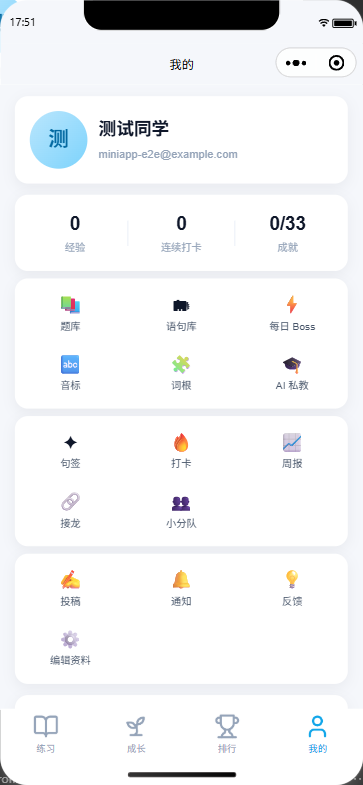 17:51
我的
测
测试同学
miniapp-e2e@example.com
0 0 0/33
经验 连续打卡 成就
题库 语句库 每日 Boss
abc
音标 词根 AI 私教
句签 打卡 周报
接龙 小分队
投稿 通知 反馈
编辑资料
练习 成长 排行 我的